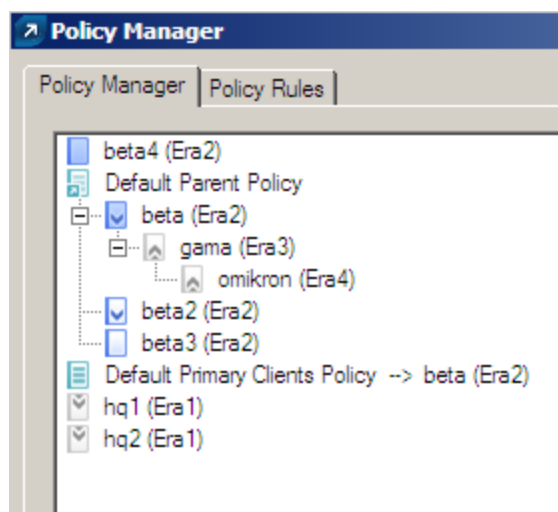 Policy Manager
Policy Manager Policy Rules
beta4 (Era2)
Default Parent Policy
beta (Era2)
gama (Era3)
omikron (Era4)
beta2 (Era2)
beta3 (Era2)
Default Primary Clients Policy --> beta (Era2)
hq1 (Era1)
hq2 (Era1)